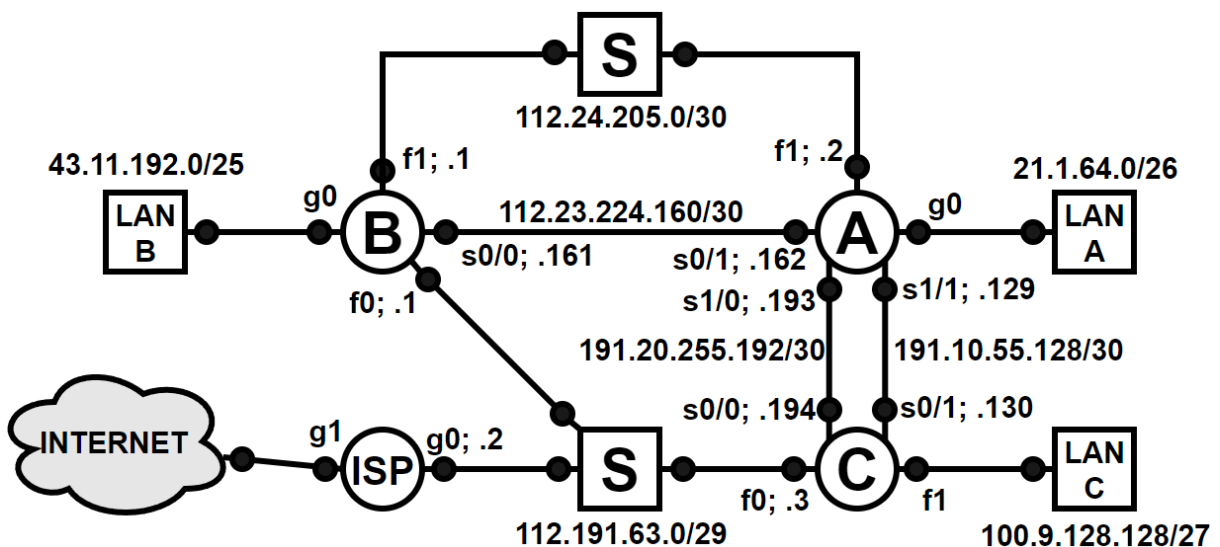 S
112.24.205.0/30
43.11.192.0/25
f1; .1
f1; .2
21.1.64.0/26
LAN
B
g0
B
112.23.224.160/30
A
g0
LAN
A
s0/0; .161
s0/1; .162
f0; .1
s1/0; .193
s1/1; .129
191.20.255.192/30
191.10.55.128/30
s0/0; .194
s0/1; .130
INTERNET
g1
ISP
g0; .2
S
C
LAN
C
f0; .3
f1
112.191.63.0/29
100.9.128.128/27